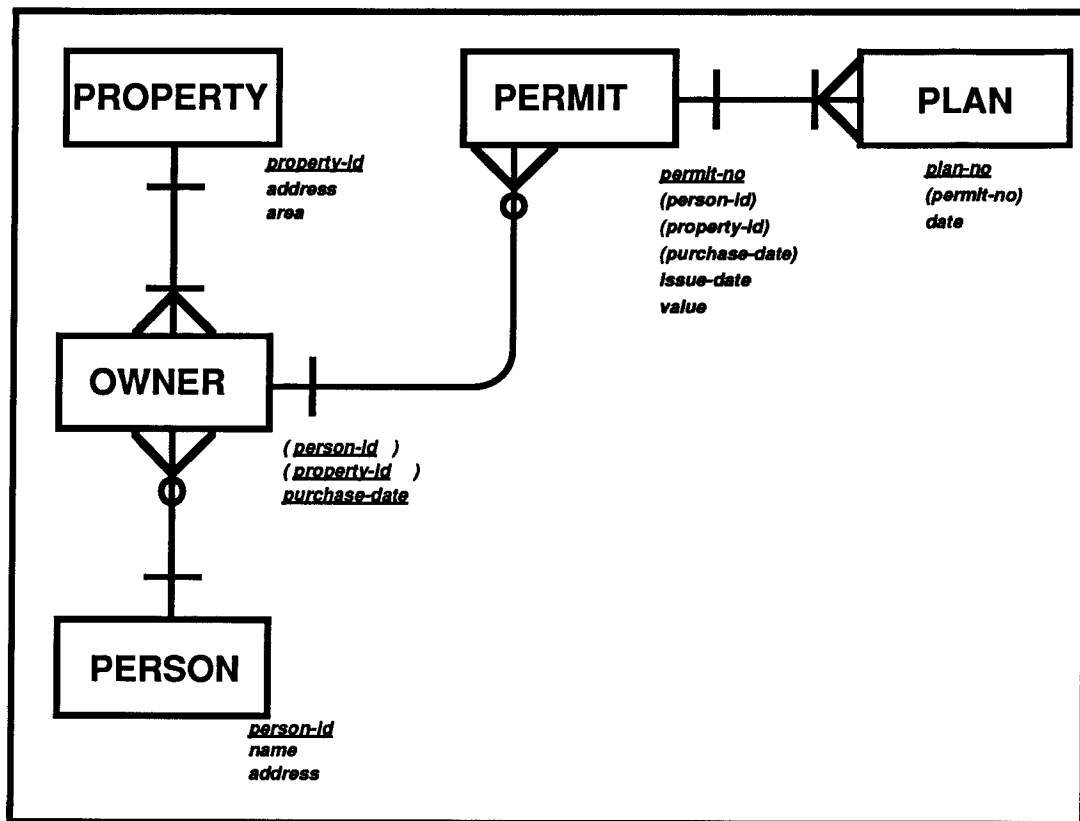 PROPERTY
property-id
address
area
PERMIT
permit-no
(person-id)
(property-id)
(purchase-date)
issue-date
value
PLAN
plan-no
(permit-no)
date
OWNER
( person-id )
( property-id )
purchase-date
PERSON
person-id
name
address